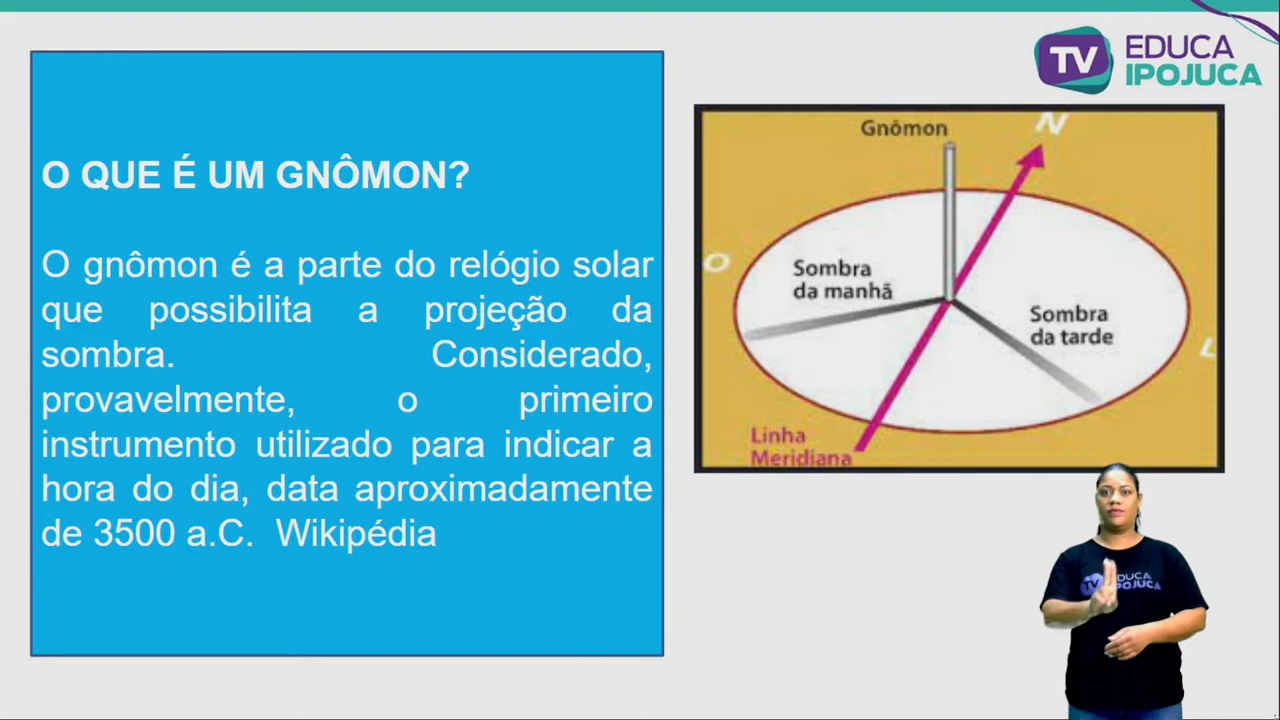 TV EDUCA
IPOJUCA
O QUE É UM GNÔMON?
O gnômon é a parte do relógio solar
que possibilita a projeção da
sombra. Considerado,
provavelmente, o primeiro
instrumento utilizado para indicar a
hora do dia, data aproximadamente
de 3500 a.C. Wikipédia
Gnômon
N
O
Sombra
da manhã
Sombra
da tarde
L
Linha
Meridiana
TV EDUCA
IPOJUCA